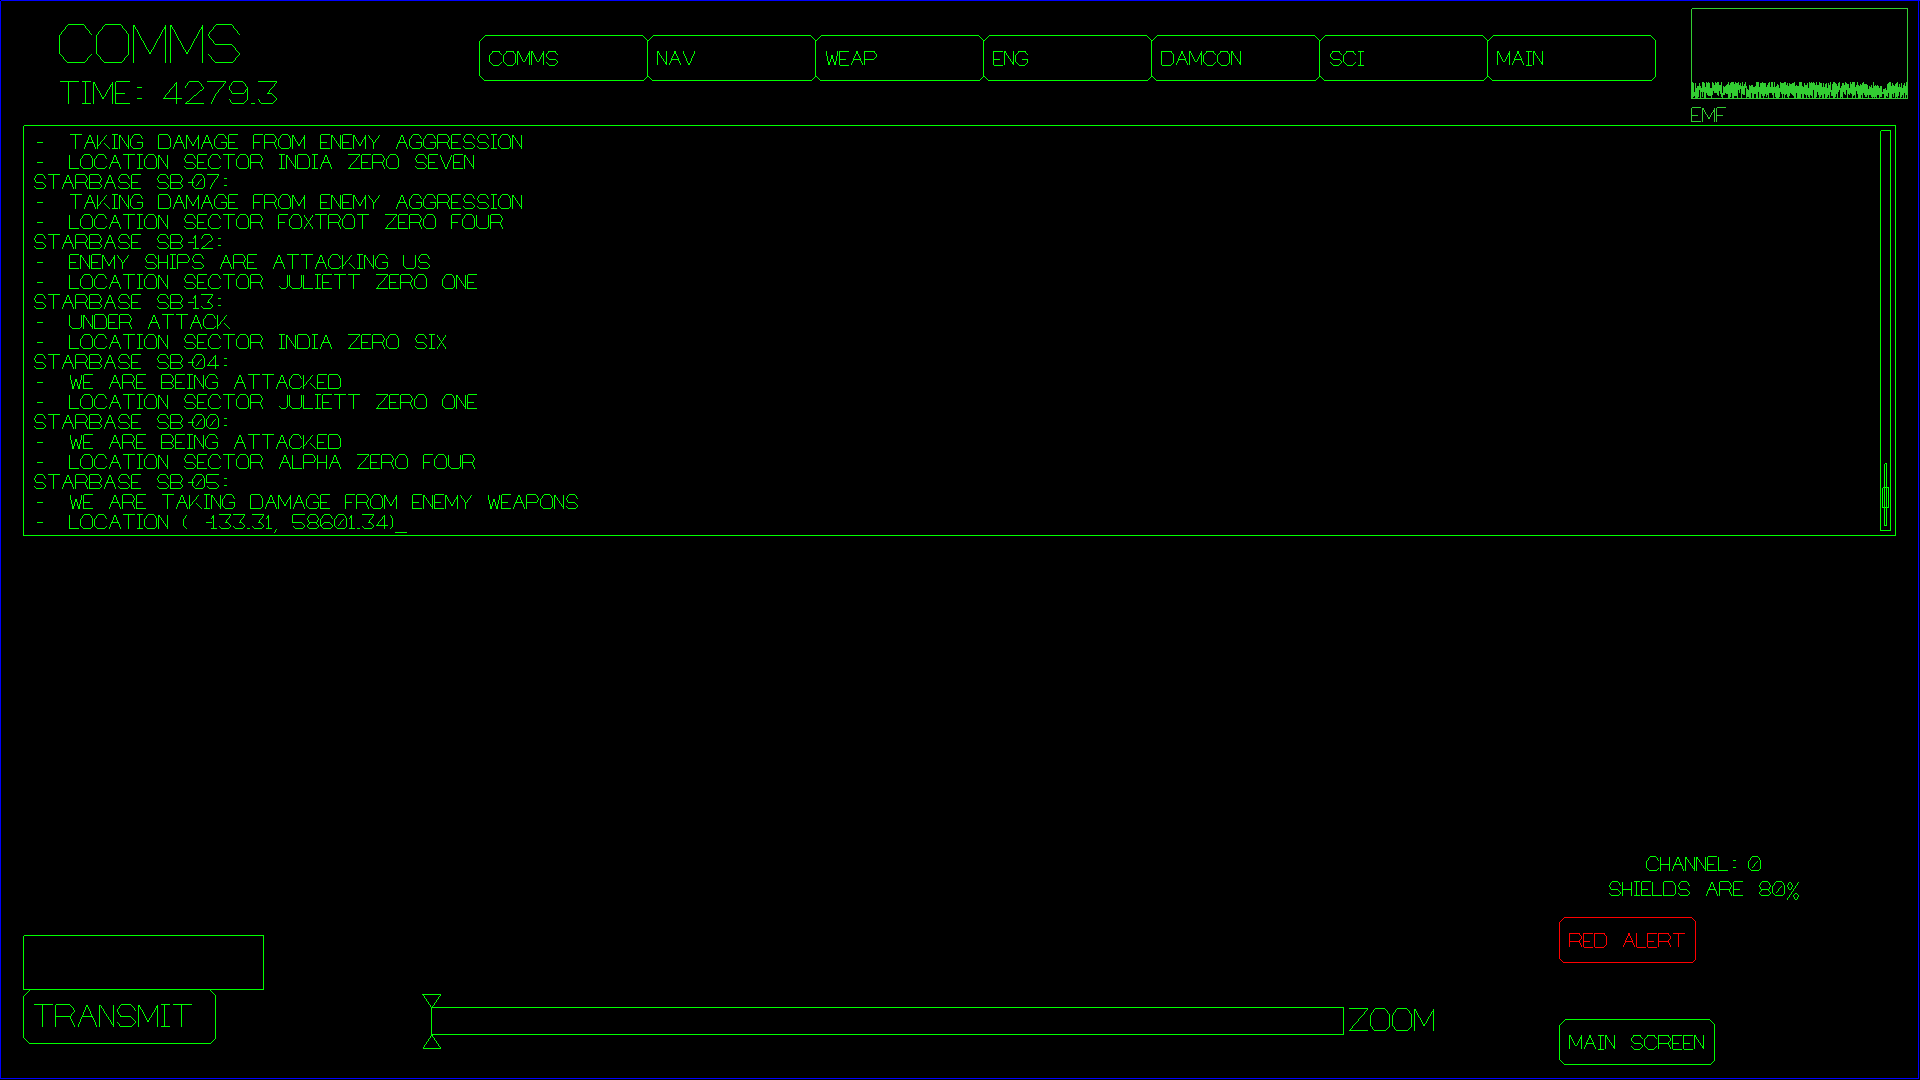 COMMS
TIME: 4279.3
COMMS
NAV
WEAP
ENG
DAMCON
SCI
MAIN
EMF
- TAKING DAMAGE FROM ENEMY AGGRESSION
- LOCATION SECTOR INDIA ZERO SEVEN
STARBASE SB-07:
- TAKING DAMAGE FROM ENEMY AGGRESSION
- LOCATION SECTOR FOXTROT ZERO FOUR
STARBASE SB-12:
- ENEMY SHIPS ARE ATTACKING US
- LOCATION SECTOR JULIETT ZERO ONE
STARBASE SB-13:
- UNDER ATTACK
- LOCATION SECTOR INDIA ZERO SIX
STARBASE SB-04:
- WE ARE BEING ATTACKED
- LOCATION SECTOR JULIETT ZERO ONE
STARBASE SB-00:
- WE ARE BEING ATTACKED
- LOCATION SECTOR ALPHA ZERO FOUR
STARBASE SB-05:
- WE ARE TAKING DAMAGE FROM ENEMY WEAPONS
- LOCATION ( -133.31, 58601.34)_
CHANNEL: 0
SHIELDS ARE 80%
RED ALERT
TRANSMIT
ZOOM
MAIN SCREEN